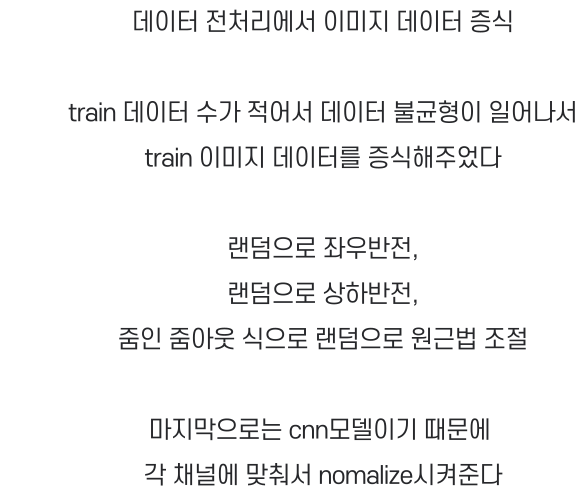 데이터 전처리에서 이미지 데이터 증식
train 데이터 수가 적어서 데이터 불균형이 일어나서
train 이미지 데이터를 증식해주었다
랜덤으로 좌우반전,
랜덤으로 상하반전,
줌인 줌아웃 식으로 랜덤으로 원근법 조절
마지막으로는 cnn모델이기 때문에
각 채널에 맞춰서 nomalize시켜준다